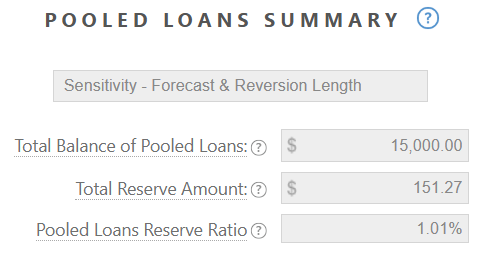 POOLED LOANS SUMMARY ?
Sensitivity - Forecast & Reversion Length
Total Balance of Pooled Loans: ? $ 15,000.00
Total Reserve Amount: ? $ 151.27
Pooled Loans Reserve Ratio ? 1.01%